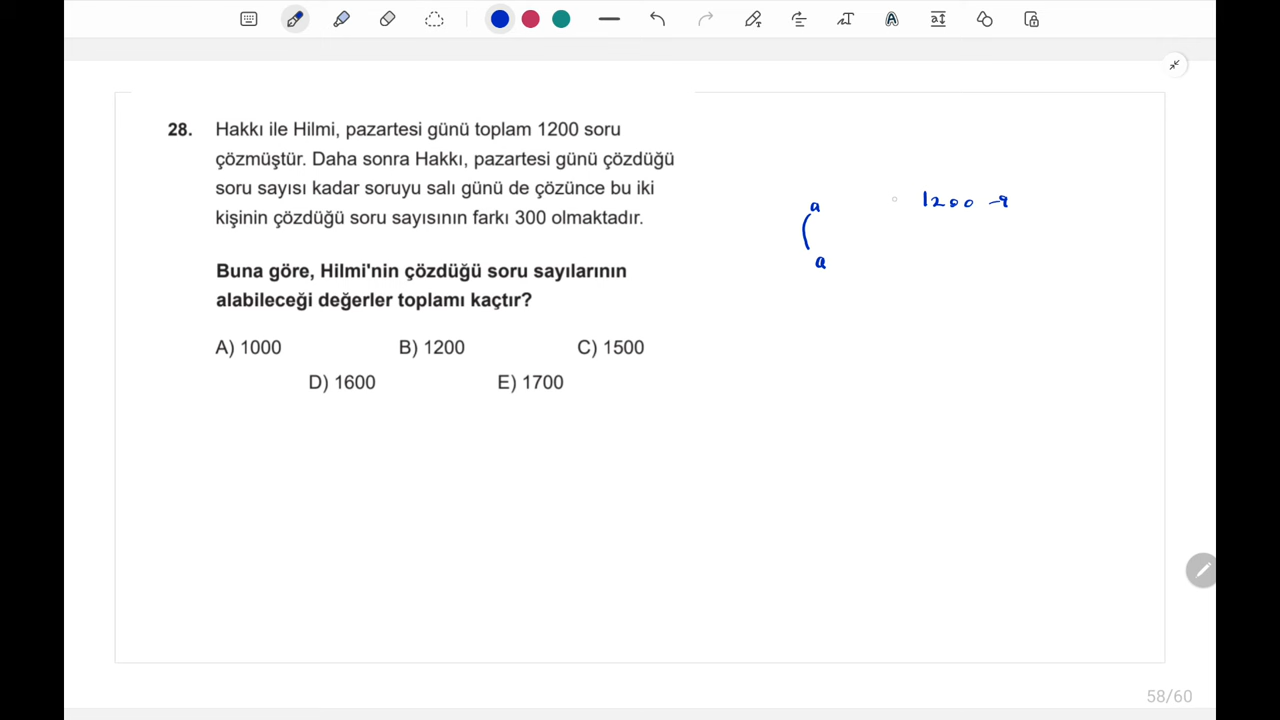 28. Hakkı ile Hilmi, pazartesi günü toplam 1200 soru
çözmüştür. Daha sonra Hakkı, pazartesi günü çözdüğü
soru sayısı kadar soruyu salı günü de çözünce bu iki
kişinin çözdüğü soru sayısının farkı 300 olmaktadır.
Buna göre, Hilmi'nin çözdüğü soru sayılarının
alabileceği değerler toplamı kaçtır?
A) 1000 B) 1200 C) 1500
D) 1600 E) 1700
a 1200 - a
a
58/60